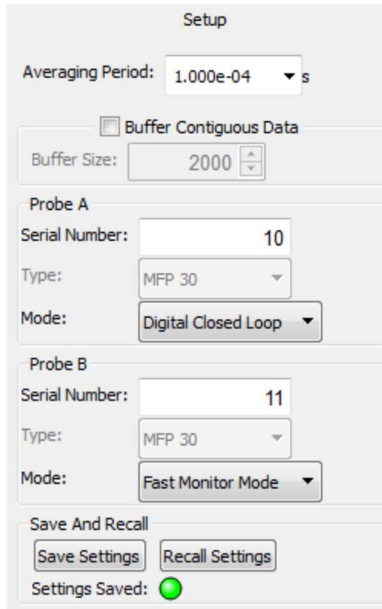 Setup
Averaging Period: 1.000e-04 s
Buffer Contiguous Data
Buffer Size: 2000
Probe A
Serial Number: 10
Type: MFP 30
Mode: Digital Closed Loop
Probe B
Serial Number: 11
Type: MFP 30
Mode: Fast Monitor Mode
Save And Recall
Save Settings Recall Settings
Settings Saved: